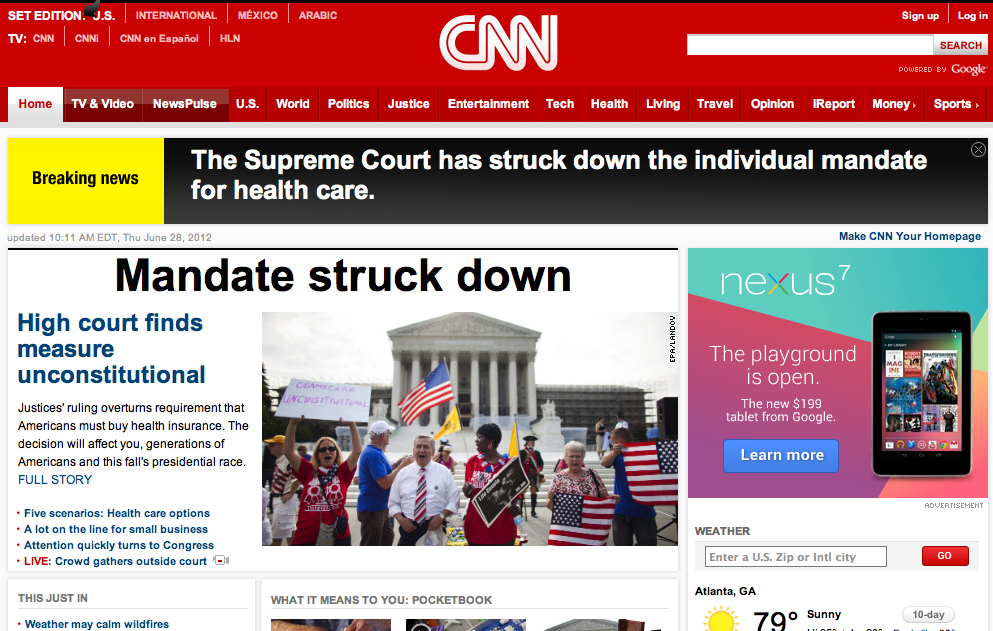 SET EDITION: U.S. INTERNATIONAL MÉXICO ARABIC
TV: CNN CNNi CNN en Español HLN
CNN
Sign up Log in
SEARCH
POWERED BY Google
Home TV & Video NewsPulse U.S. World Politics Justice Entertainment Tech Health Living Travel Opinion iReport Money Sports
Breaking news
The Supreme Court has struck down the individual mandate
for health care.
updated 10:11 AM EDT, Thu June 28, 2012
Make CNN Your Homepage
Mandate struck down
High court finds
measure
unconstitutional
Justices' ruling overturns requirement that
Americans must buy health insurance. The
decision will affect you, generations of
Americans and this fall's presidential race.
FULL STORY
• Five scenarios: Health care options
• A lot on the line for small business
• Attention quickly turns to Congress
• LIVE: Crowd gathers outside court
EPA/LANDOV
OBAMACARE
UNCONSTITUTIONAL
nexus 7
The playground
is open.
The new $199
tablet from Google.
Learn more
ADVERTISEMENT
WEATHER
Enter a U.S. Zip or Intl city GO
Atlanta, GA
79° Sunny 10-day
THIS JUST IN
• Weather may calm wildfires
WHAT IT MEANS TO YOU: POCKETBOOK